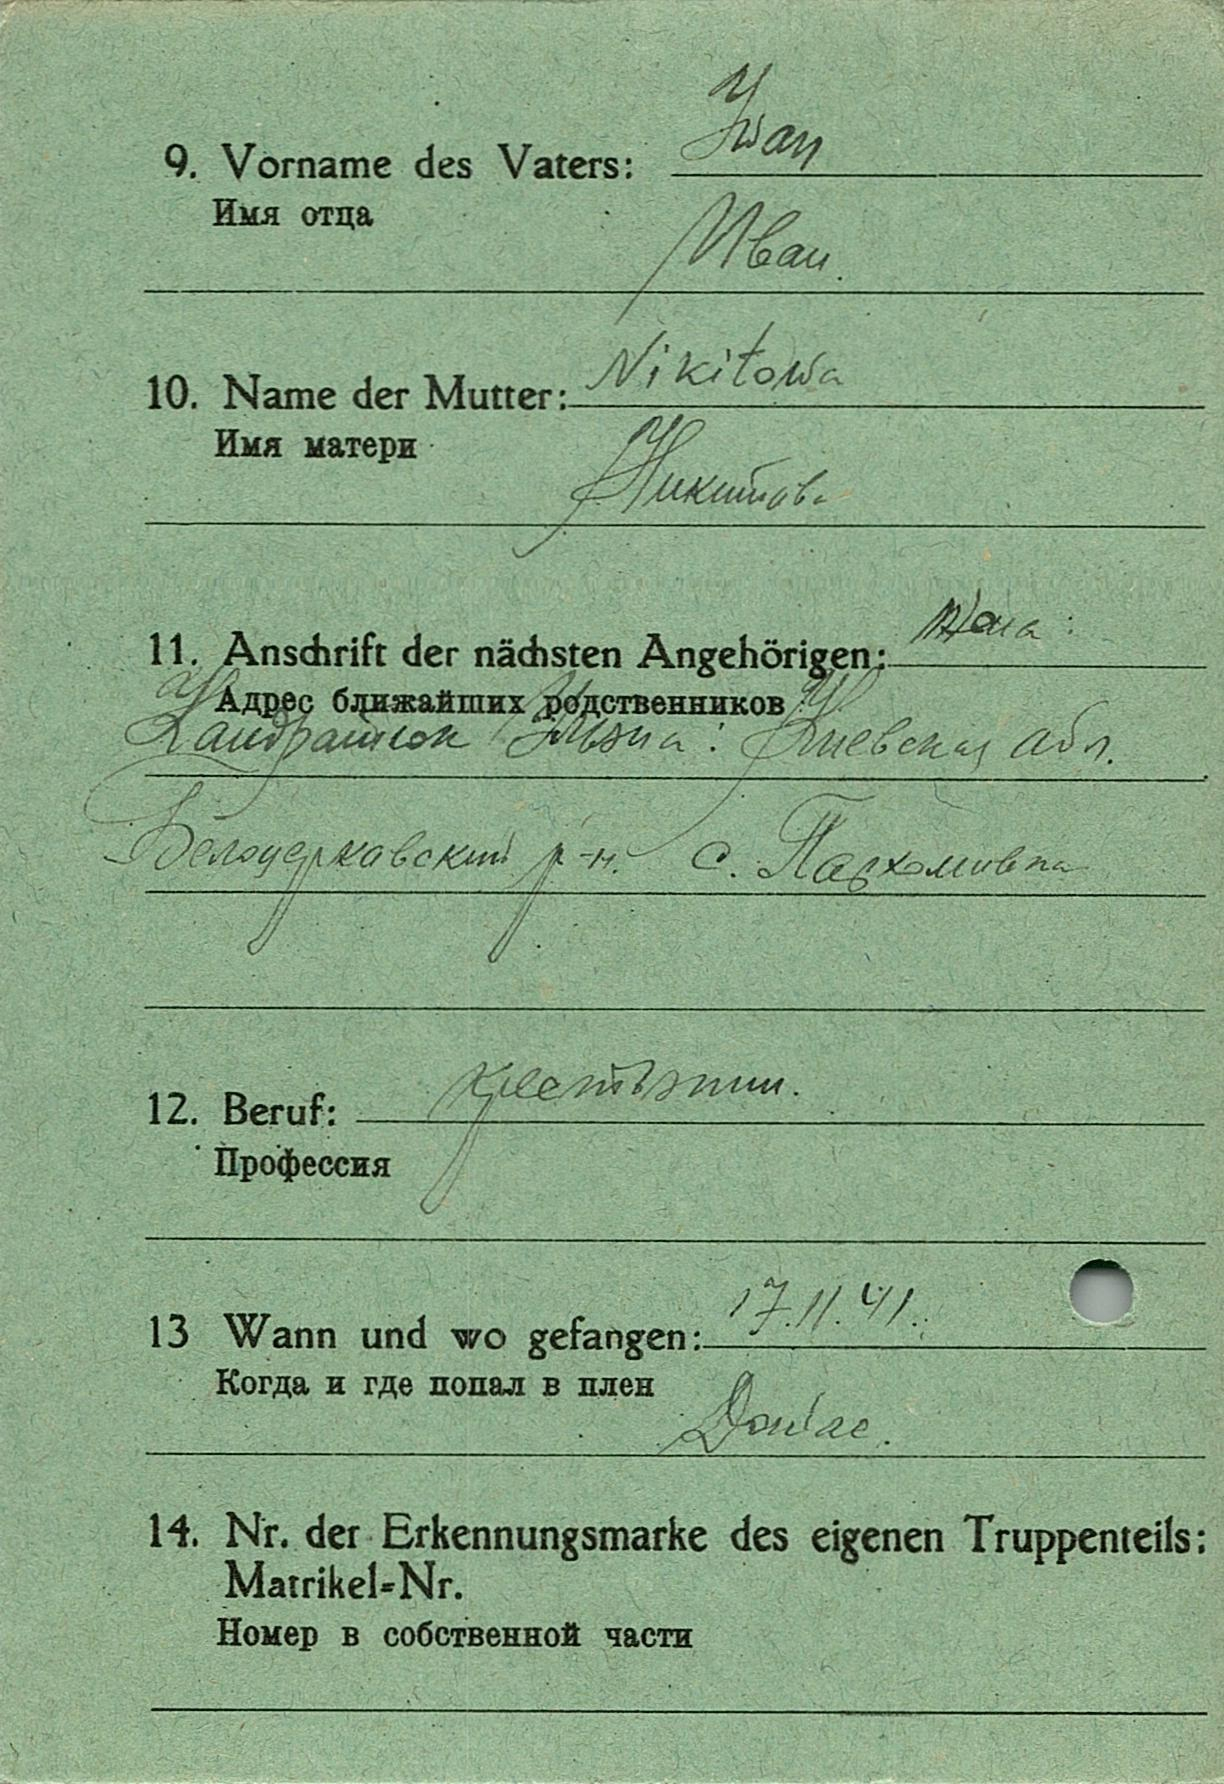 9. Vorname des Vaters: Iwan
Имя отца
Иван.
10. Name der Mutter: Nikitowa
Имя матери
Никитова
11. Anschrift der nächsten Angehörigen:
Адрес ближайших родственников
Киевская обл.
Белоцерковский р-н. с. Пархомивка
12. Beruf: крестьянин.
Профессия
13 Wann und wo gefangen: 17.11.41.
Когда и где попал в плен
14. Nr. der Erkennungsmarke des eigenen Truppenteils:
Matrikel-Nr.
Номер в собственной части